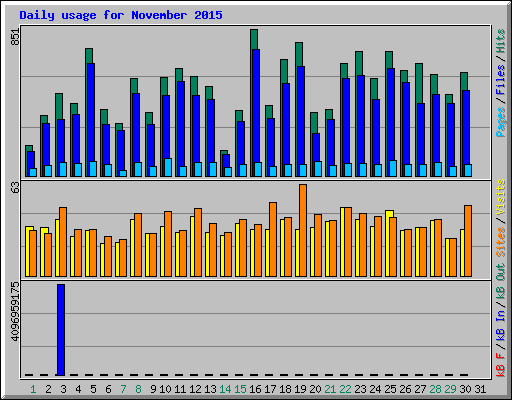 Daily usage for November 2015
851
Pages / Files / Hits
63
Sites / Visits
4096959175
kB F / kB In / kB Out
1 2 3 4 5 6 7 8 9 10 11 12 13 14 15 16 17 18 19 20 21 22 23 24 25 26 27 28 29 30 31